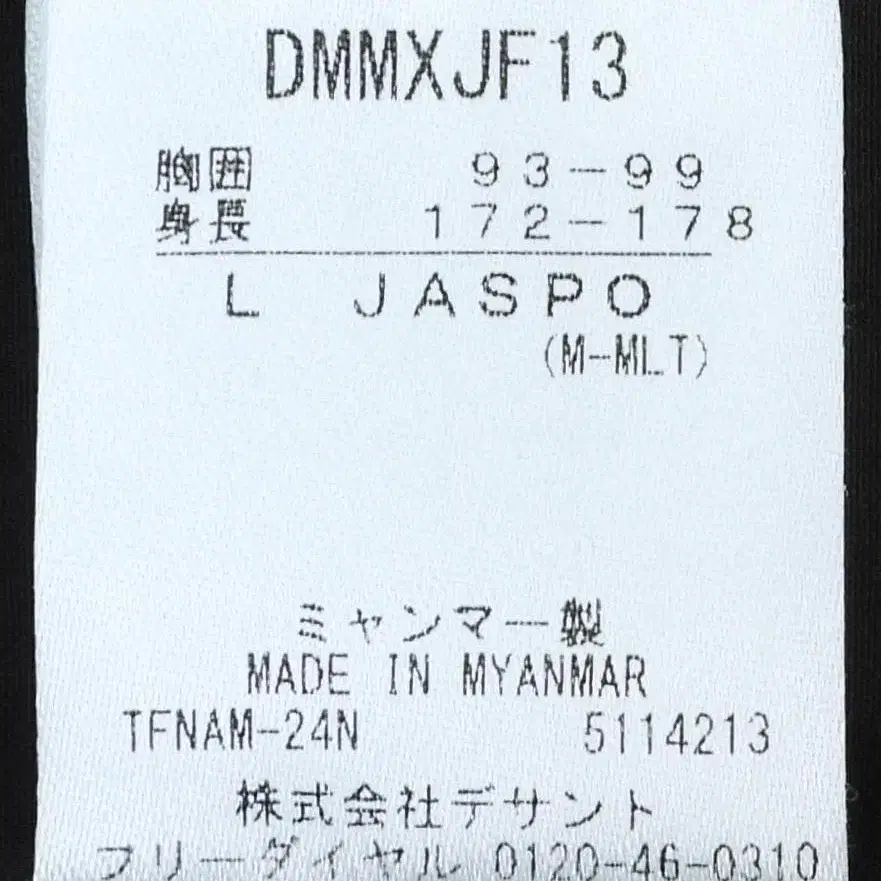 DMMXJF13
胸囲 93-99
身長 172-178
L JASPO
(M-MLT)
ミャンマー製
MADE IN MYANMAR
TFNAM-24N 5114213
株式会社デサント
フリーダイヤル 0120-46-0310